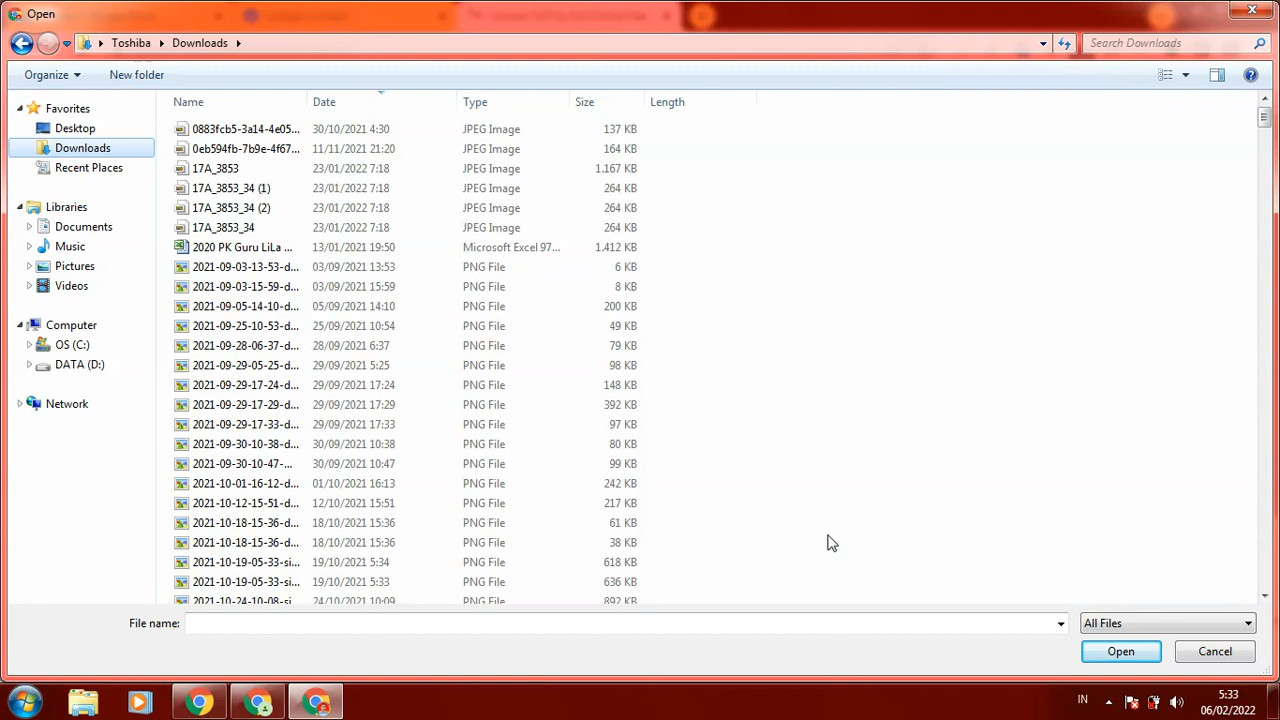 Open
Toshiba Downloads Search Downloads
Organize New folder
Name Date Type Size Length
Favorites
Desktop
Downloads
Recent Places
Libraries
Documents
Music
Pictures
Videos
Computer
OS (C:)
DATA (D:)
Network
0883fcb5-3a14-4e05... 30/10/2021 4:30 JPEG Image 137 KB
0eb594fb-7b9e-4f67... 11/11/2021 21:20 JPEG Image 164 KB
17A_3853 23/01/2022 7:18 JPEG Image 1.167 KB
17A_3853_34 (1) 23/01/2022 7:18 JPEG Image 264 KB
17A_3853_34 (2) 23/01/2022 7:18 JPEG Image 264 KB
17A_3853_34 23/01/2022 7:18 JPEG Image 264 KB
2020 PK Guru LiLa ... 13/01/2021 19:50 Microsoft Excel 97... 1.412 KB
2021-09-03-13-53-d... 03/09/2021 13:53 PNG File 6 KB
2021-09-03-15-59-d... 03/09/2021 15:59 PNG File 8 KB
2021-09-05-14-10-d... 05/09/2021 14:10 PNG File 200 KB
2021-09-25-10-53-d... 25/09/2021 10:54 PNG File 49 KB
2021-09-28-06-37-d... 28/09/2021 6:37 PNG File 79 KB
2021-09-29-05-25-d... 29/09/2021 5:25 PNG File 98 KB
2021-09-29-17-24-d... 29/09/2021 17:24 PNG File 148 KB
2021-09-29-17-29-d... 29/09/2021 17:29 PNG File 392 KB
2021-09-29-17-33-d... 29/09/2021 17:33 PNG File 97 KB
2021-09-30-10-38-d... 30/09/2021 10:38 PNG File 80 KB
2021-09-30-10-47-... 30/09/2021 10:47 PNG File 99 KB
2021-10-01-16-12-d... 01/10/2021 16:13 PNG File 242 KB
2021-10-12-15-51-d... 12/10/2021 15:51 PNG File 217 KB
2021-10-18-15-36-d... 18/10/2021 15:36 PNG File 61 KB
2021-10-18-15-36-d... 18/10/2021 15:36 PNG File 38 KB
2021-10-19-05-33-si... 19/10/2021 5:34 PNG File 618 KB
2021-10-19-05-33-si... 19/10/2021 5:33 PNG File 636 KB
2021-10-24-10-08-si... 24/10/2021 10:09 PNG File 892 KB
File name: All Files
Open Cancel
IN 5:33
06/02/2022